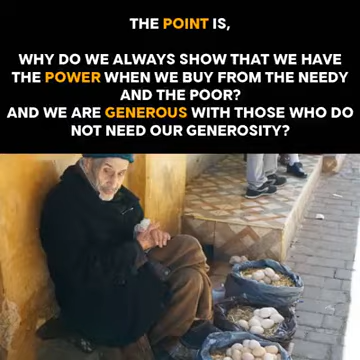 THE POINT IS,
WHY DO WE ALWAYS SHOW THAT WE HAVE
THE POWER WHEN WE BUY FROM THE NEEDY
AND THE POOR?
AND WE ARE GENEROUS WITH THOSE WHO DO
NOT NEED OUR GENEROSITY?